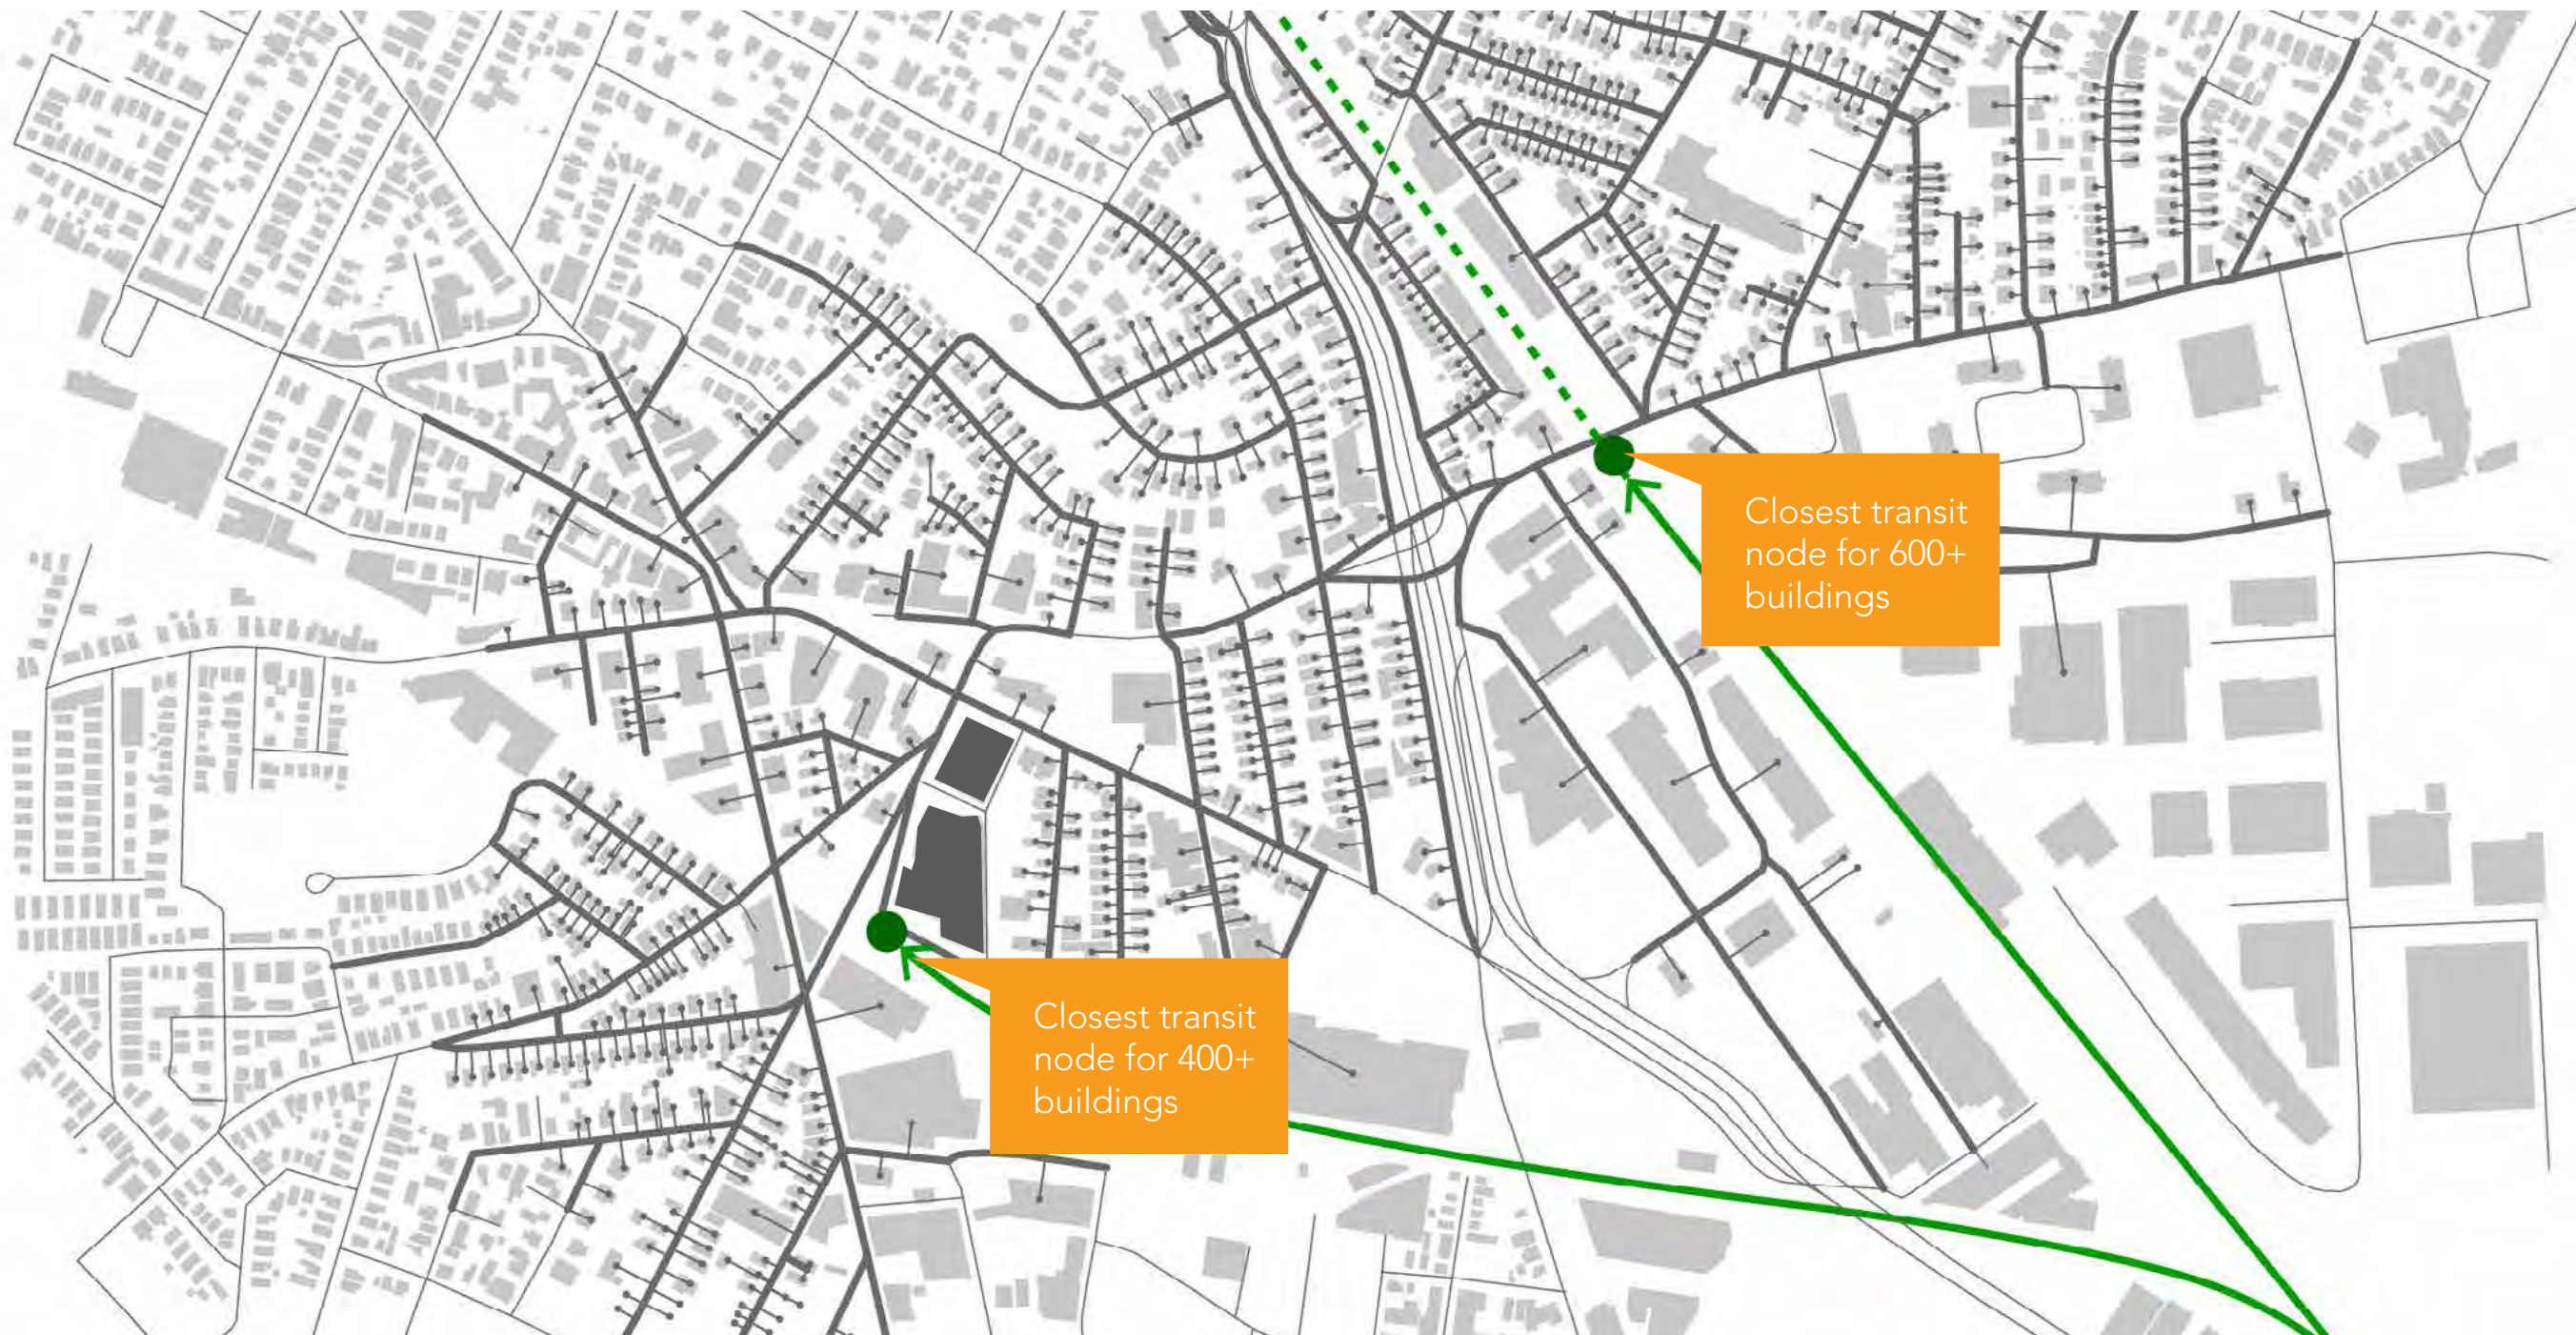 Closest transit
node for 600+
buildings
Closest transit
node for 400+
buildings